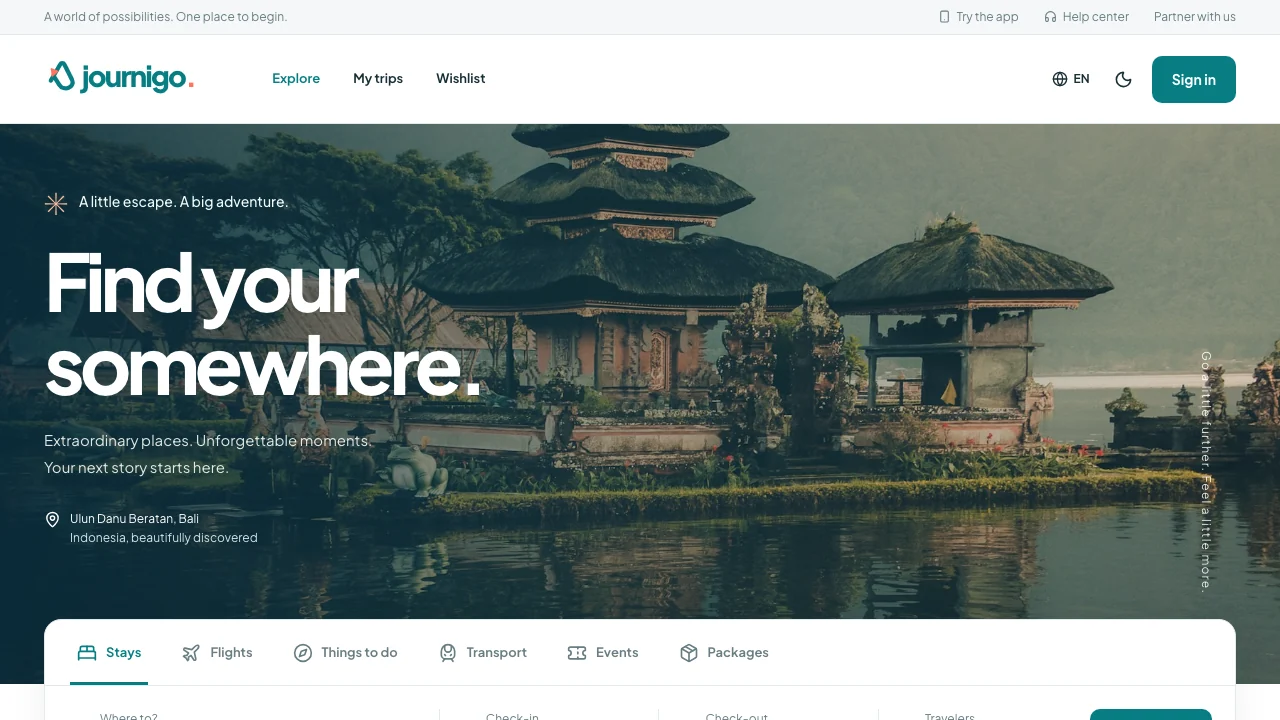 A world of possibilities. One place to begin.
Try the app
Help center
Partner with us
journigo.
Explore
My trips
Wishlist
EN
Sign in
A little escape. A big adventure.
Find your
somewhere.
Extraordinary places. Unforgettable moments.
Your next story starts here.
Ulun Danu Beratan, Bali
Indonesia, beautifully discovered
Go a little further. Feel a little more.
Stays
Flights
Things to do
Transport
Events
Packages
Where to?
Check-in
Check-out
Travelers